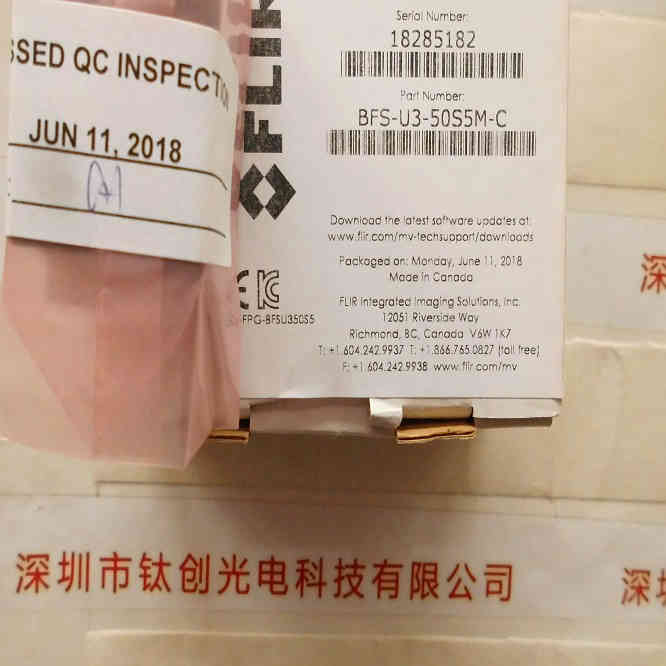 QC INSPECTION
JUN 11, 2018
FLIR
Serial Number:
18285182
Part Number:
BFS-U3-50S5M-C
Download the latest software updates at:
www.flir.com/mv-techsupport/downloads
Packaged on: Monday, June 11, 2018
Made in Canada
FLIR Integrated Imaging Solutions, Inc.
12051 Riverside Way
Richmond, BC, Canada V6W 1K7
T: +1.604.242.9937 T: +1.866.765.0827 (toll free)
F: +1.604.242.9938 www.flir.com/mv
FPG-BFSU350S5
深
深圳市钛创光电科技有限公司
深圳